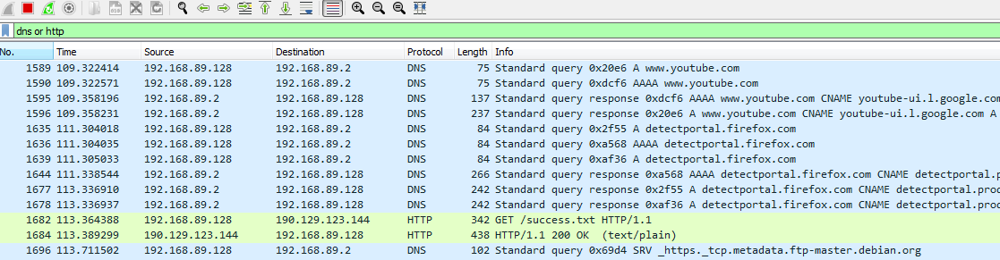 dns or http
No. Time Source Destination Protocol Length Info
1589 109.322414 192.168.89.128 192.168.89.2 DNS 75 Standard query 0x20e6 A www.youtube.com
1590 109.322571 192.168.89.128 192.168.89.2 DNS 75 Standard query 0xdcf6 AAAA www.youtube.com
1595 109.358196 192.168.89.2 192.168.89.128 DNS 137 Standard query response 0xdcf6 AAAA www.youtube.com CNAME youtube-ui.l.google.com
1596 109.358231 192.168.89.2 192.168.89.128 DNS 237 Standard query response 0x20e6 A www.youtube.com CNAME youtube-ui.l.google.com A
1635 111.304018 192.168.89.128 192.168.89.2 DNS 84 Standard query 0x2f55 A detectportal.firefox.com
1636 111.304035 192.168.89.128 192.168.89.2 DNS 84 Standard query 0xa568 AAAA detectportal.firefox.com
1639 111.305033 192.168.89.128 192.168.89.2 DNS 84 Standard query 0xaf36 A detectportal.firefox.com
1644 111.338544 192.168.89.2 192.168.89.128 DNS 266 Standard query response 0xa568 AAAA detectportal.firefox.com CNAME detectportal.p
1677 113.336910 192.168.89.2 192.168.89.128 DNS 242 Standard query response 0x2f55 A detectportal.firefox.com CNAME detectportal.prod
1678 113.336937 192.168.89.2 192.168.89.128 DNS 242 Standard query response 0xaf36 A detectportal.firefox.com CNAME detectportal.prod
1682 113.364388 192.168.89.128 190.129.123.144 HTTP 342 GET /success.txt HTTP/1.1
1684 113.389299 190.129.123.144 192.168.89.128 HTTP 438 HTTP/1.1 200 OK (text/plain)
1696 113.711502 192.168.89.128 192.168.89.2 DNS 102 Standard query 0x69d4 SRV _https._tcp.metadata.ftp-master.debian.org